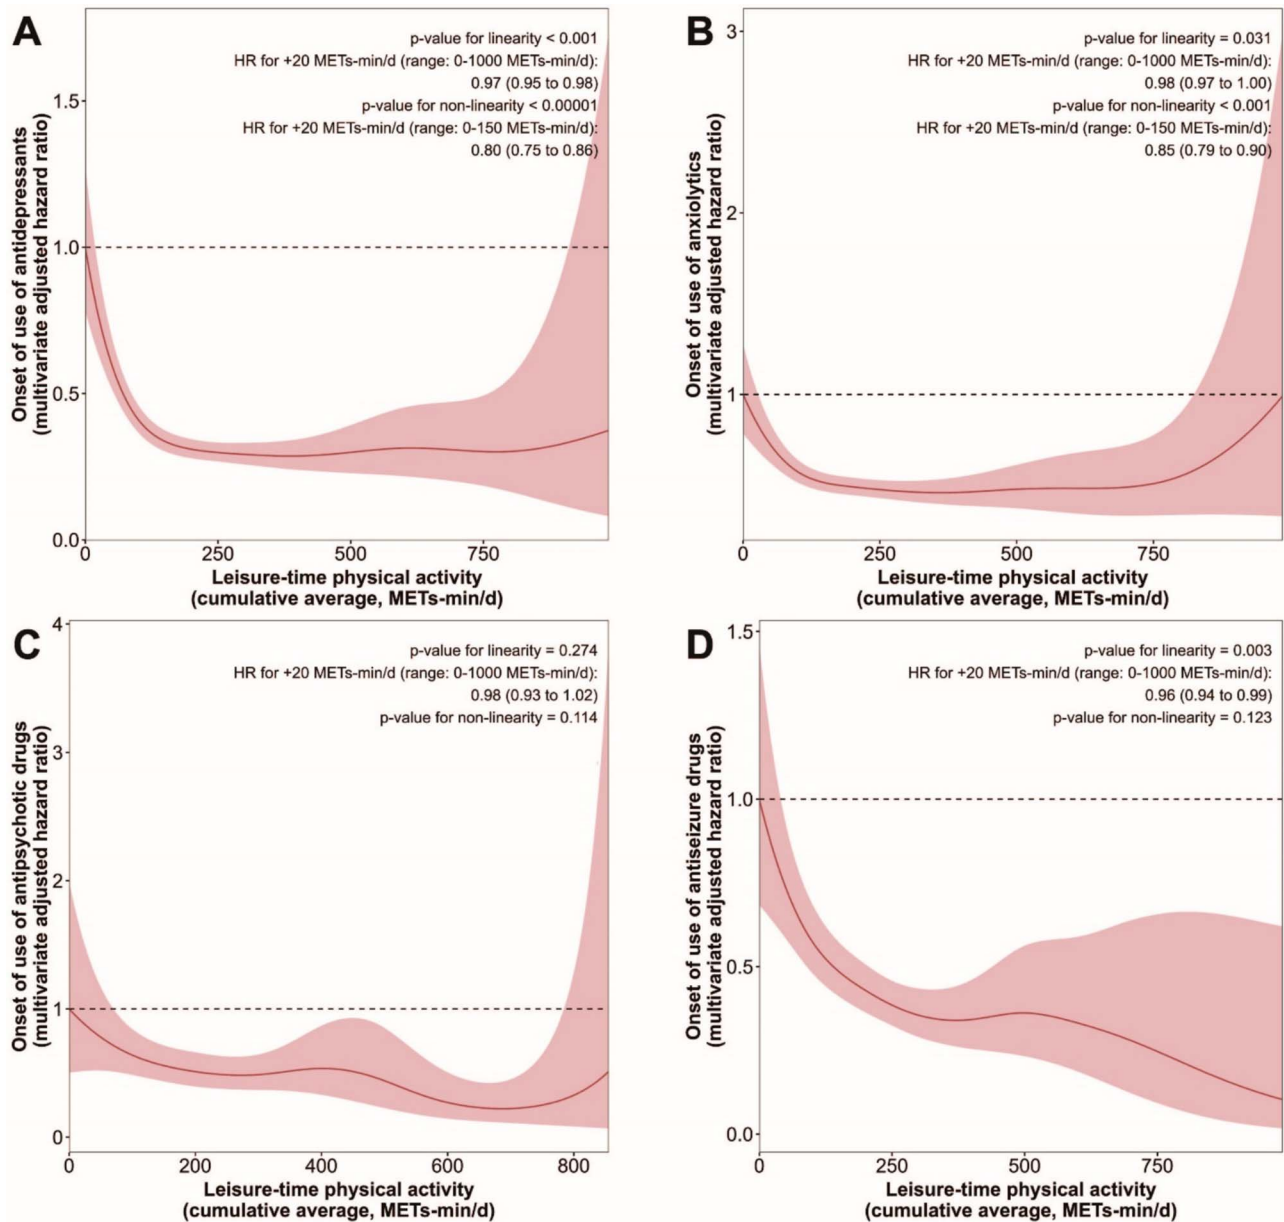 A
p-value for linearity < 0.001
HR for +20 METs-min/d (range: 0-1000 METs-min/d):
0.97 (0.95 to 0.98)
p-value for non-linearity < 0.00001
HR for +20 METs-min/d (range: 0-150 METs-min/d):
0.80 (0.75 to 0.86)
Onset of use of antidepressants
(multivariate adjusted hazard ratio)
1.5
1.0
0.5
0.0
0 250 500 750
Leisure-time physical activity
(cumulative average, METs-min/d)
B
p-value for linearity = 0.031
HR for +20 METs-min/d (range: 0-1000 METs-min/d):
0.98 (0.97 to 1.00)
p-value for non-linearity < 0.001
HR for +20 METs-min/d (range: 0-150 METs-min/d):
0.85 (0.79 to 0.90)
Onset of use of anxiolytics
(multivariate adjusted hazard ratio)
3
2
1
0 250 500 750
Leisure-time physical activity
(cumulative average, METs-min/d)
C
p-value for linearity = 0.274
HR for +20 METs-min/d (range: 0-1000 METs-min/d):
0.98 (0.93 to 1.02)
p-value for non-linearity = 0.114
Onset of use of antipsychotic drugs
(multivariate adjusted hazard ratio)
4
3
2
1
0
0 200 400 600 800
Leisure-time physical activity
(cumulative average, METs-min/d)
D
p-value for linearity = 0.003
HR for +20 METs-min/d (range: 0-1000 METs-min/d):
0.96 (0.94 to 0.99)
p-value for non-linearity = 0.123
Onset of use of antiseizure drugs
(multivariate adjusted hazard ratio)
1.5
1.0
0.5
0.0
0 250 500 750
Leisure-time physical activity
(cumulative average, METs-min/d)